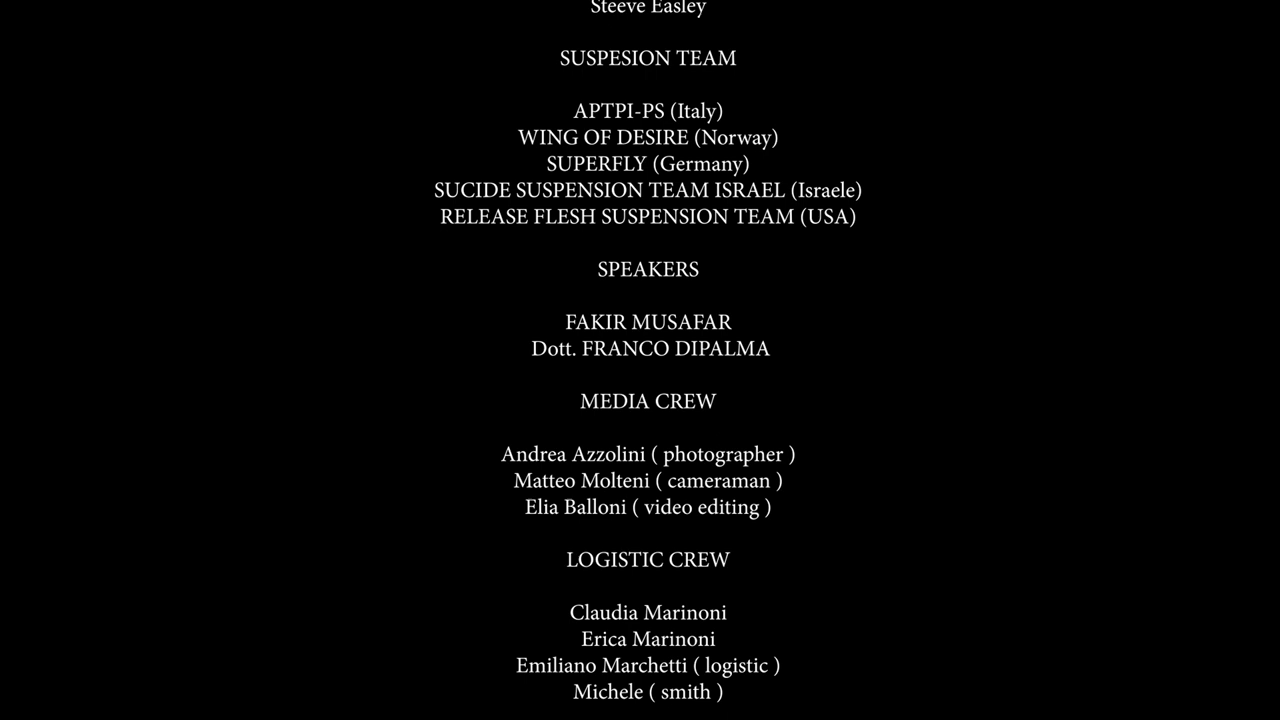 Steeve Easley
SUSPESION TEAM
APTPI-PS (Italy)
WING OF DESIRE (Norway)
SUPERFLY (Germany)
SUCIDE SUSPENSION TEAM ISRAEL (Israele)
RELEASE FLESH SUSPENSION TEAM (USA)
SPEAKERS
FAKIR MUSAFAR
Dott. FRANCO DIPALMA
MEDIA CREW
Andrea Azzolini ( photographer )
Matteo Molteni ( cameraman )
Elia Balloni ( video editing )
LOGISTIC CREW
Claudia Marinoni
Erica Marinoni
Emiliano Marchetti ( logistic )
Michele ( smith )